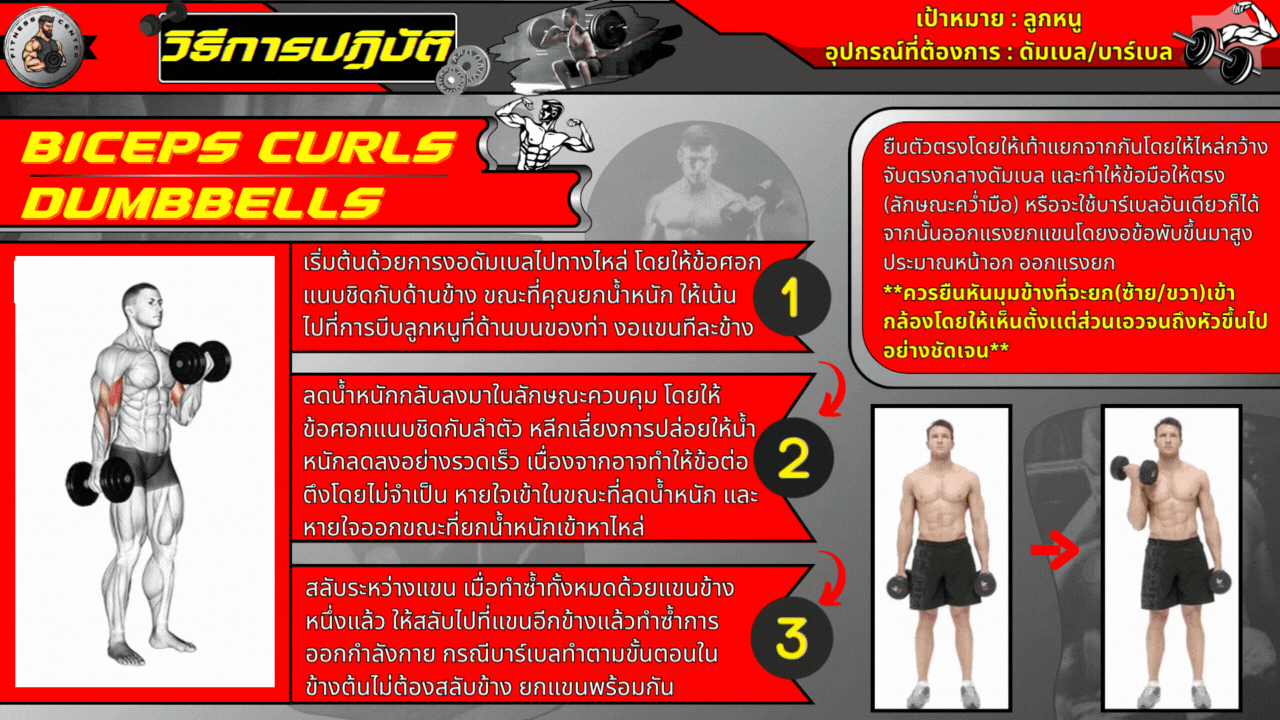 FITNESS CENTER
วิธีการปฏิบัติ
เป้าหมาย : ลูกหนู
อุปกรณ์ที่ต้องการ : ดัมเบล/บาร์เบล
BICEPS CURLS
DUMBBELLS
ยืนตัวตรงโดยให้เท้าแยกจากกันโดยให้ไหล่กว้าง
จับตรงกลางดัมเบล และทำให้ข้อมือให้ตรง
(ลักษณะคว่ำมือ) หรือจะใช้บาร์เบลอันเดียวก็ได้
จากนั้นออกแรงยกแขนโดยงอข้อพับขึ้นมาสูง
ประมาณหน้าอก ออกแรงยก
**ควรยืนหันมุมข้างที่จะยก(ซ้าย/ขวา)เข้า
กล้องโดยให้เห็นตั้งแต่ส่วนเอวจนถึงหัวขึ้นไป
อย่างชัดเจน**
เริ่มต้นด้วยการงอดัมเบลไปทางไหล่ โดยให้ข้อศอก
แนบชิดกับด้านข้าง ขณะที่คุณยกน้ำหนัก ให้เน้น
ไปที่การบีบลูกหนูที่ด้านบนของท่า งอแขนทีละข้าง
1
ลดน้ำหนักกลับลงมาในลักษณะควบคุม โดยให้
ข้อศอกแนบชิดกับลำตัว หลีกเลี่ยงการปล่อยให้น้ำ
หนักลดลงอย่างรวดเร็ว เนื่องจากอาจทำให้ข้อต่อ
ตึงโดยไม่จำเป็น หายใจเข้าในขณะที่ลดน้ำหนัก และ
หายใจออกขณะที่ยกน้ำหนักเข้าหาไหล่
2
สลับระหว่างแขน เมื่อทำซ้ำทั้งหมดด้วยแขนข้าง
หนึ่งแล้ว ให้สลับไปที่แขนอีกข้างแล้วทำซ้ำการ
ออกกำลังกาย กรณีบาร์เบลทำตามขั้นตอนใน
ข้างต้นไม่ต้องสลับข้าง ยกแขนพร้อมกัน
3